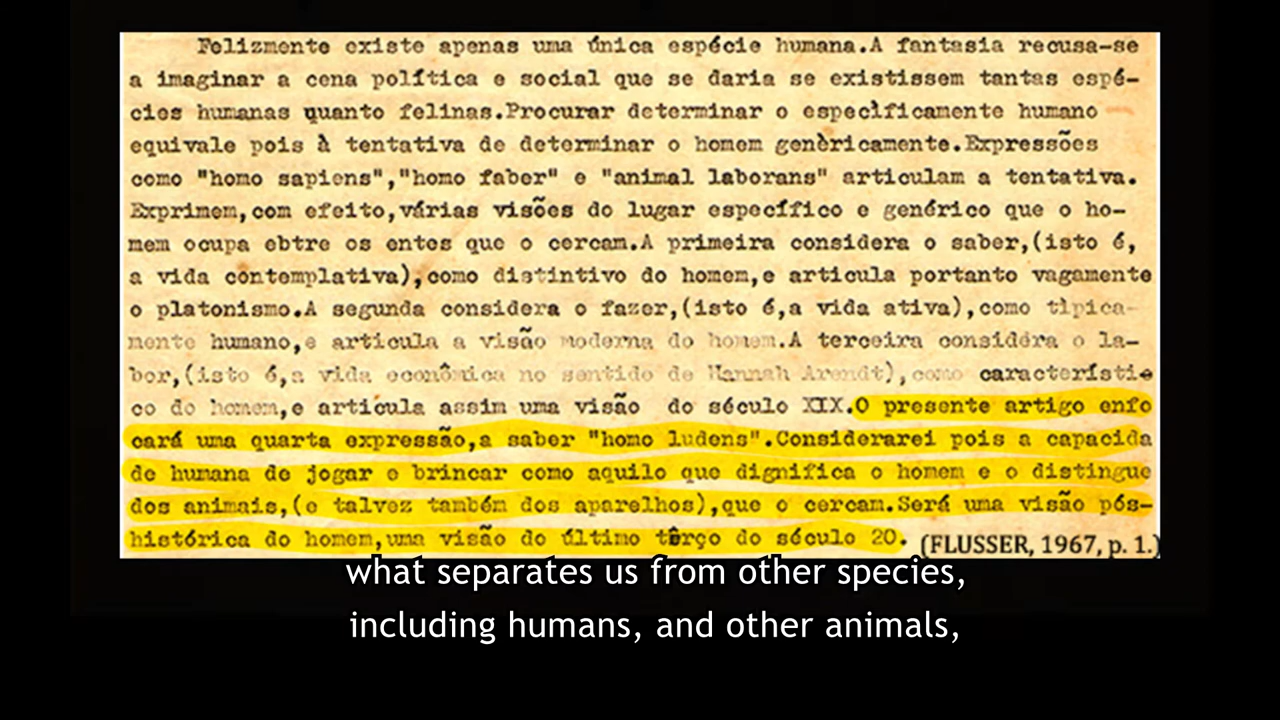 Felizmente existe apenas uma única espécie humana.A fantasia recusa-se
a imaginar a cena política e social que se daria se existissem tantas espé-
cies humanas quanto felinas.Procurar determinar o especìficamente humano
equivale pois à tentativa de determinar o homem genèricamente.Expressões
como "homo sapiens","homo faber" e "animal laborans" articulam a tentativa.
Exprimem,com efeito,várias visões do lugar específico e genérico que o ho-
mem ocupa ebtre os entes que o cercam.A primeira considera o saber,(isto é,
a vida contemplativa),como distintivo do homem,e articula portanto vagamente
o platonismo.A segunda considera o fazer,(isto é,a vida ativa),como tìpica-
mente humano,e articula a visão moderna do homem.A terceira considera o la-
bor,(isto é,a vida econômica no sentido de Hannah Arendt),como característi-
co do homem,e articula assim uma visão do século XIX.O presente artigo enfo
cará uma quarta expressão,a saber "homo ludens".Considerarei pois a capacida
de humana de jogar e brincar como aquilo que dignifica o homem e o distingue
dos animais,(e talvez também dos aparelhos),que o cercam.Será uma visão pós-
histórica do homem,uma visão do último têrço do século 20.
(FLUSSER, 1967, p. 1.)
what separates us from other species,
including humans, and other animals,